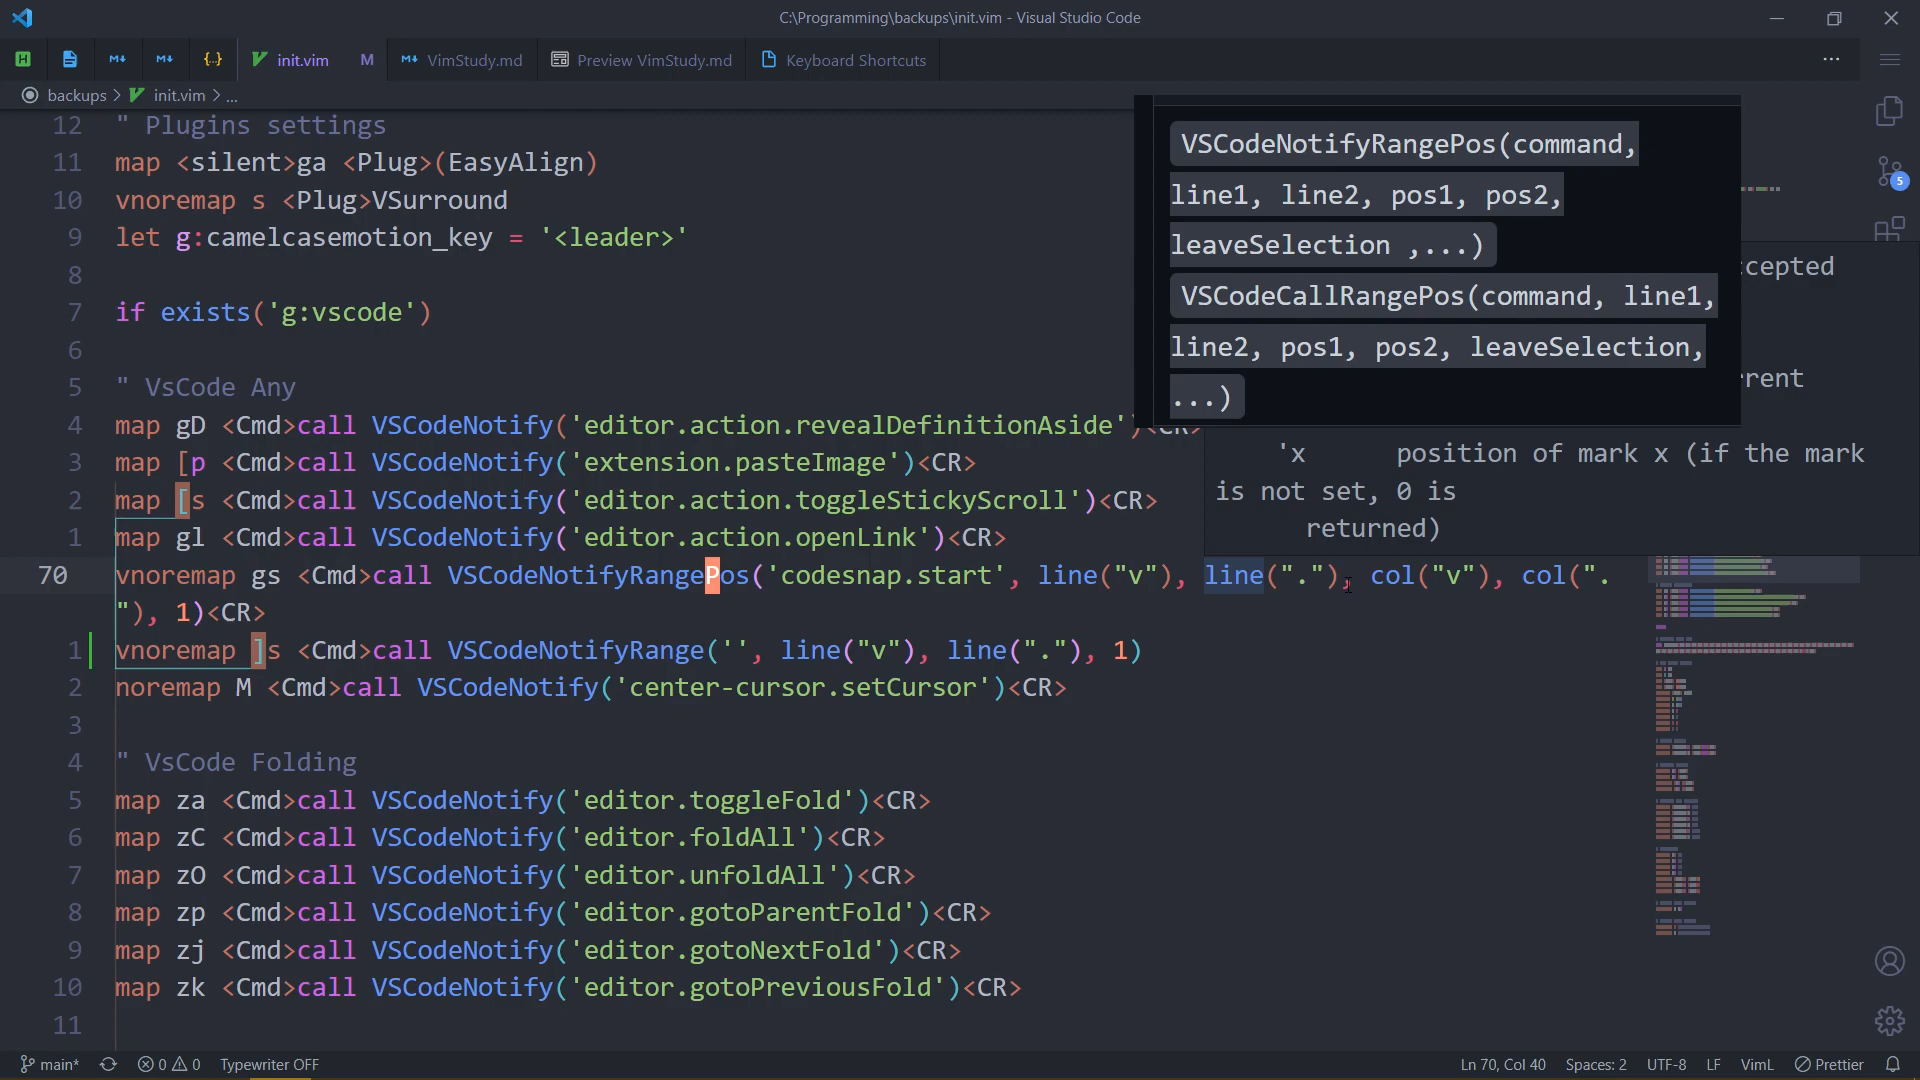 C:\Programming\backups\init.vim - Visual Studio Code
init.vim M VimStudy.md Preview VimStudy.md Keyboard Shortcuts ...
backups > init.vim > ...
12 " Plugins settings
11 map <silent>ga <Plug>(EasyAlign)
10 vnoremap s <Plug>VSurround
9 let g:camelcasemotion_key = '<leader>'
8
7 if exists('g:vscode')
6
5 " VsCode Any
4 map gD <Cmd>call VSCodeNotify('editor.action.revealDefinitionAside')<CR>
3 map [p <Cmd>call VSCodeNotify('extension.pasteImage')<CR>
2 map [s <Cmd>call VSCodeNotify('editor.action.toggleStickyScroll')<CR>
1 map gl <Cmd>call VSCodeNotify('editor.action.openLink')<CR>
70 vnoremap gs <Cmd>call VSCodeNotifyRangePos('codesnap.start', line("v"), line("."), col("v"), col(".
"), 1)<CR>
1 vnoremap ]s <Cmd>call VSCodeNotifyRange('', line("v"), line("."), 1)
2 noremap M <Cmd>call VSCodeNotify('center-cursor.setCursor')<CR>
3
4 " VsCode Folding
5 map za <Cmd>call VSCodeNotify('editor.toggleFold')<CR>
6 map zC <Cmd>call VSCodeNotify('editor.foldAll')<CR>
7 map zO <Cmd>call VSCodeNotify('editor.unfoldAll')<CR>
8 map zp <Cmd>call VSCodeNotify('editor.gotoParentFold')<CR>
9 map zj <Cmd>call VSCodeNotify('editor.gotoNextFold')<CR>
10 map zk <Cmd>call VSCodeNotify('editor.gotoPreviousFold')<CR>
11
VSCodeNotifyRangePos(command,
line1, line2, pos1, pos2,
leaveSelection ,...)
VSCodeCallRangePos(command, line1,
line2, pos1, pos2, leaveSelection,
...)
cepted
rent
'x position of mark x (if the mark
is not set, 0 is
returned)
5
main* 0 0 Typewriter OFF Ln 70, Col 40 Spaces: 2 UTF-8 LF VimL Prettier